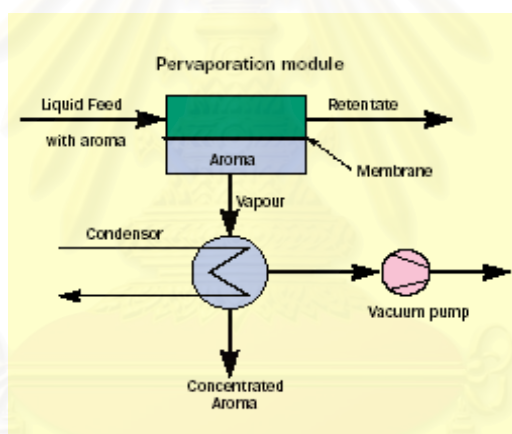 Pervaporation module
Liquid Feed
with aroma
Retentate
Aroma
Membrane
Vapour
Condensor
Vacuum pump
Concentrated
Aroma